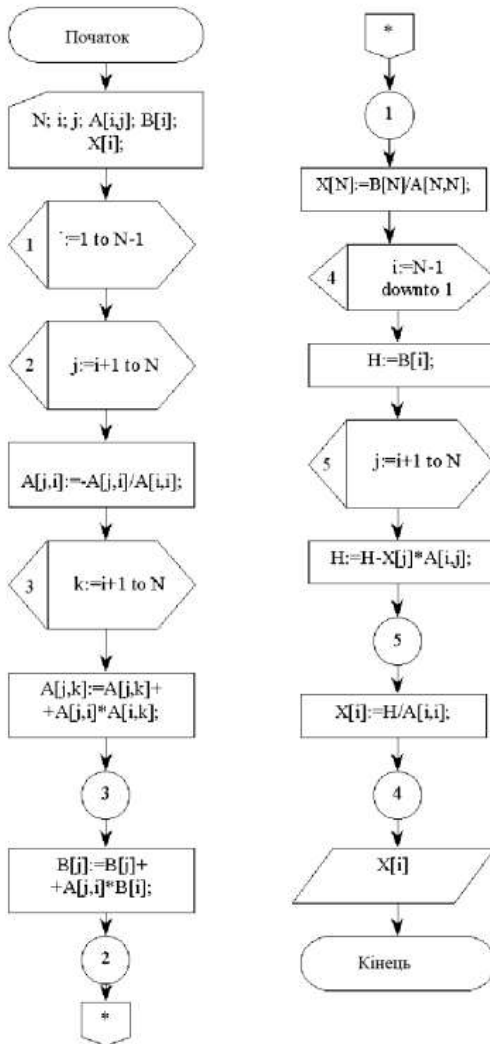 Початок
N; i; j; A[i,j]; B[i];
X[i];
1
:=1 to N-1
2
j:=i+1 to N
A[j,i]:=-A[j,i]/A[i,i];
3
k:=i+1 to N
A[j,k]:=A[j,k]+
+A[j,i]*A[i,k];
3
B[j]:=B[j]+
+A[j,i]*B[i];
2
*
*
1
X[N]:=B[N]/A[N,N];
4
i:=N-1
downto 1
H:=B[i];
5
j:=i+1 to N
H:=H-X[j]*A[i,j];
5
X[i]:=H/A[i,i];
4
X[i]
Кінець